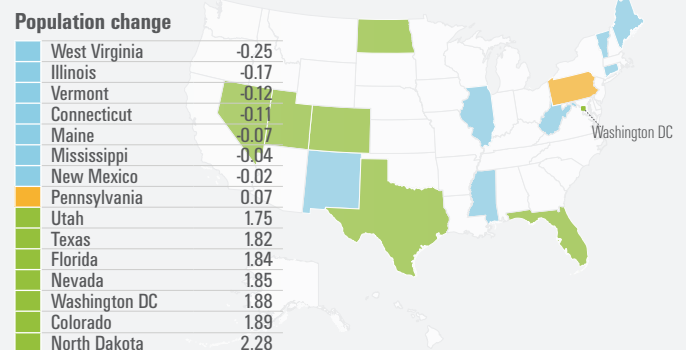 Population change
West Virginia -0.25
Illinois -0.17
Vermont -0.12
Connecticut -0.11
Maine -0.07
Mississippi -0.04
New Mexico -0.02
Pennsylvania 0.07
Utah 1.75
Texas 1.82
Florida 1.84
Nevada 1.85
Washington DC 1.88
Colorado 1.89
North Dakota 2.28
Washington DC